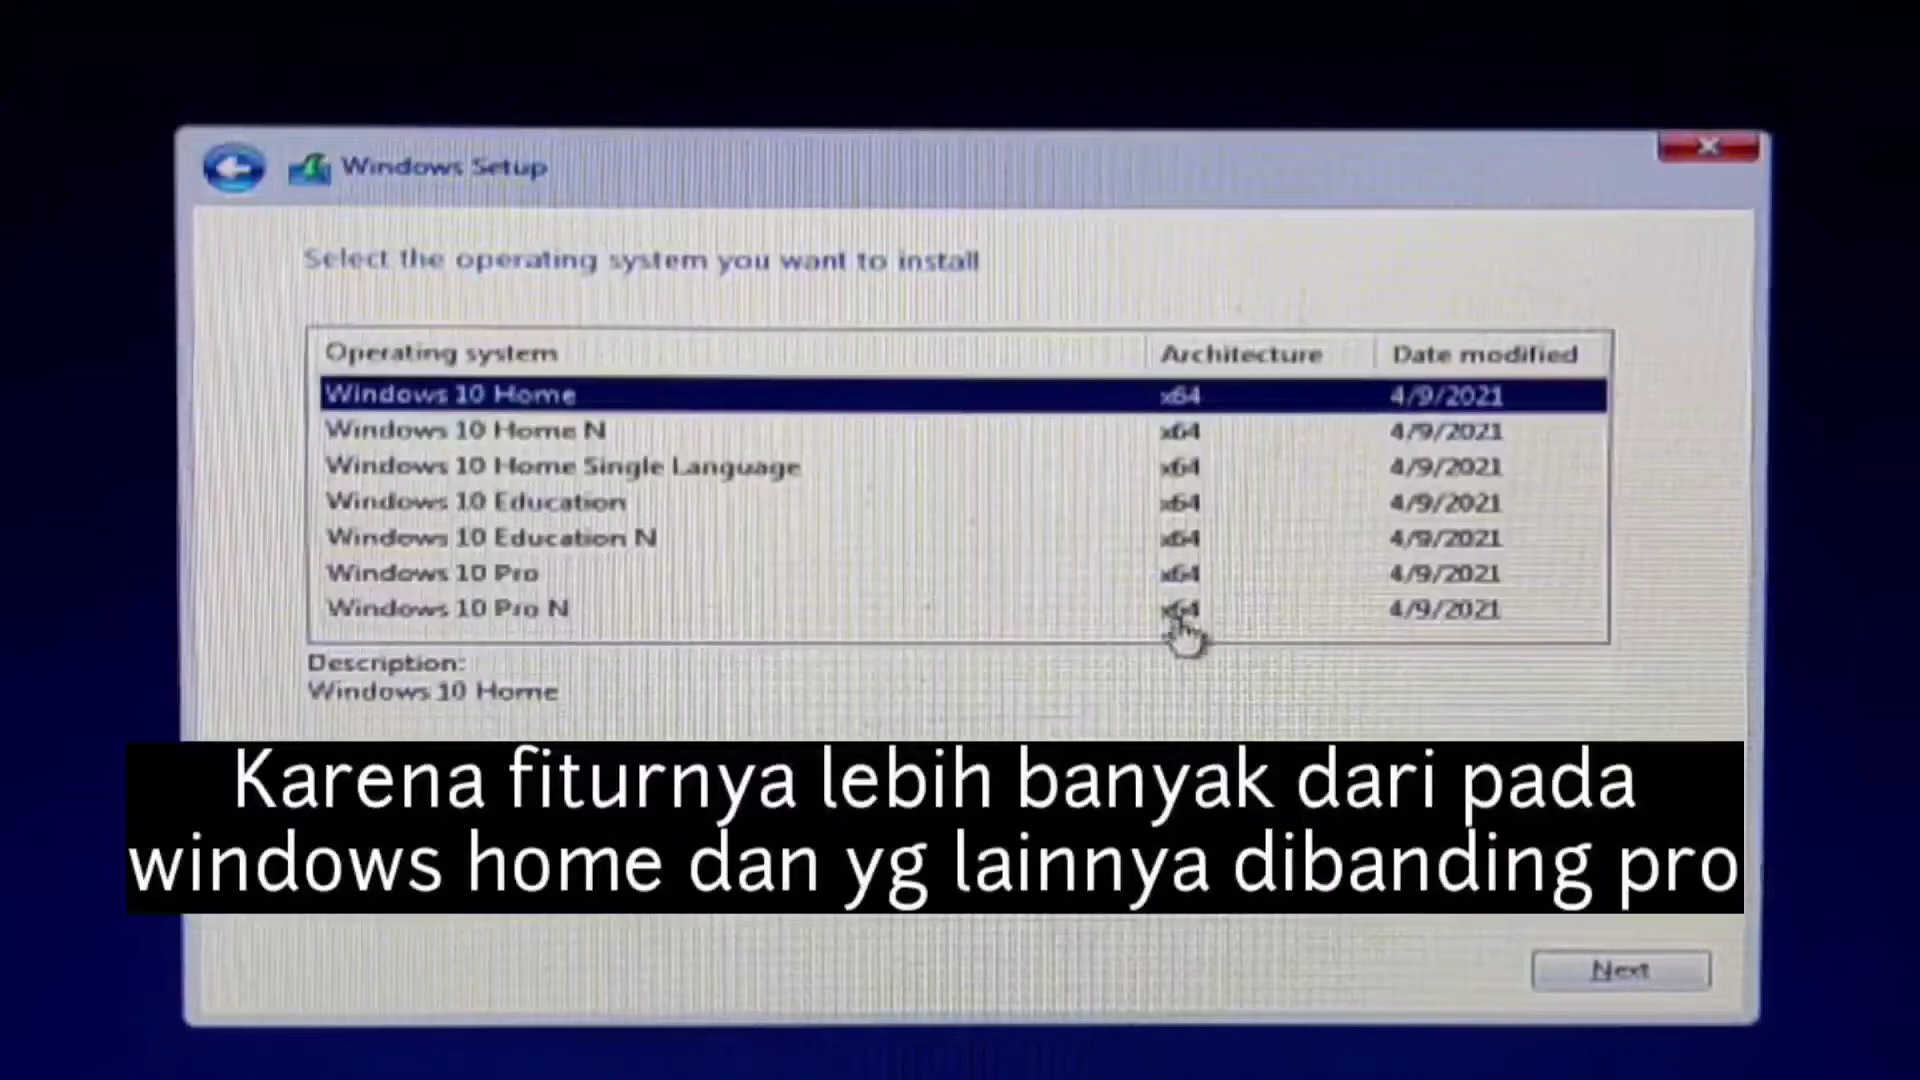 Windows Setup
Select the operating system you want to install
Operating system Architecture Date modified
Windows 10 Home x64 4/9/2021
Windows 10 Home N x64 4/9/2021
Windows 10 Home Single Language x64 4/9/2021
Windows 10 Education x64 4/9/2021
Windows 10 Education N x64 4/9/2021
Windows 10 Pro x64 4/9/2021
Windows 10 Pro N x64 4/9/2021
Description:
Windows 10 Home
Karena fiturnya lebih banyak dari pada
windows home dan yg lainnya dibanding pro
Next